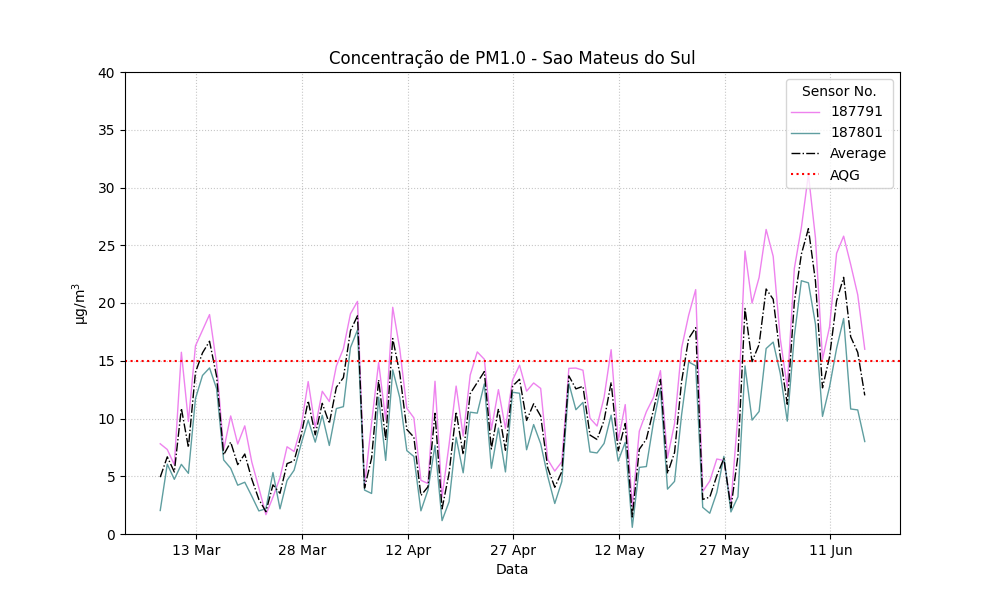 Concentração de PM1.0 - Sao Mateus do Sul
Sensor No.
187791
187801
Average
AQG
µg/m³
40
35
30
25
20
15
10
5
0
13 Mar
28 Mar
12 Apr
27 Apr
12 May
27 May
11 Jun
Data